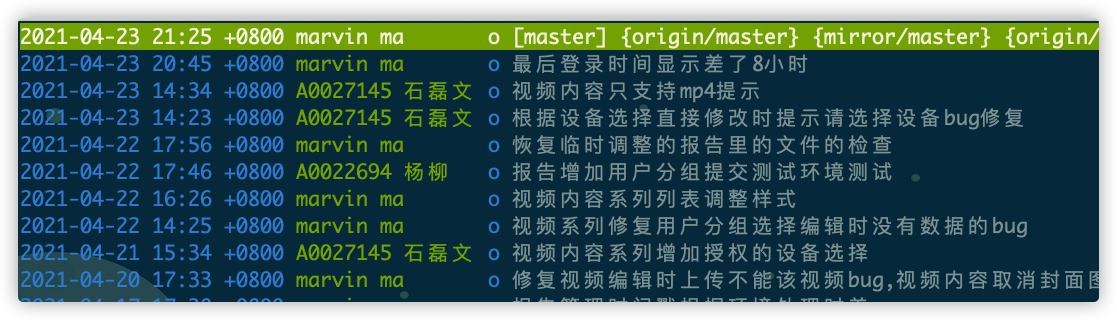 2021-04-23 21:25 +0800 marvin ma o [master] {origin/master} {mirror/master} {origin/
2021-04-23 20:45 +0800 marvin ma o 最后登录时间显示差了8小时
2021-04-23 14:34 +0800 A0027145 石磊文 o 视频内容只支持mp4提示
2021-04-23 14:23 +0800 A0027145 石磊文 o 根据设备选择直接修改时提示请选择设备bug修复
2021-04-22 17:56 +0800 marvin ma o 恢复临时调整的报告里的文件的检查
2021-04-22 17:46 +0800 A0022694 杨柳 o 报告增加用户分组提交测试环境测试
2021-04-22 16:26 +0800 marvin ma o 视频内容系列列表调整样式
2021-04-22 14:25 +0800 marvin ma o 视频系列修复用户分组选择编辑时没有数据的bug
2021-04-21 15:34 +0800 A0027145 石磊文 o 视频内容系列增加授权的设备选择
2021-04-20 17:33 +0800 marvin ma o 修复视频编辑时上传不能该视频bug,视频内容取消封面图